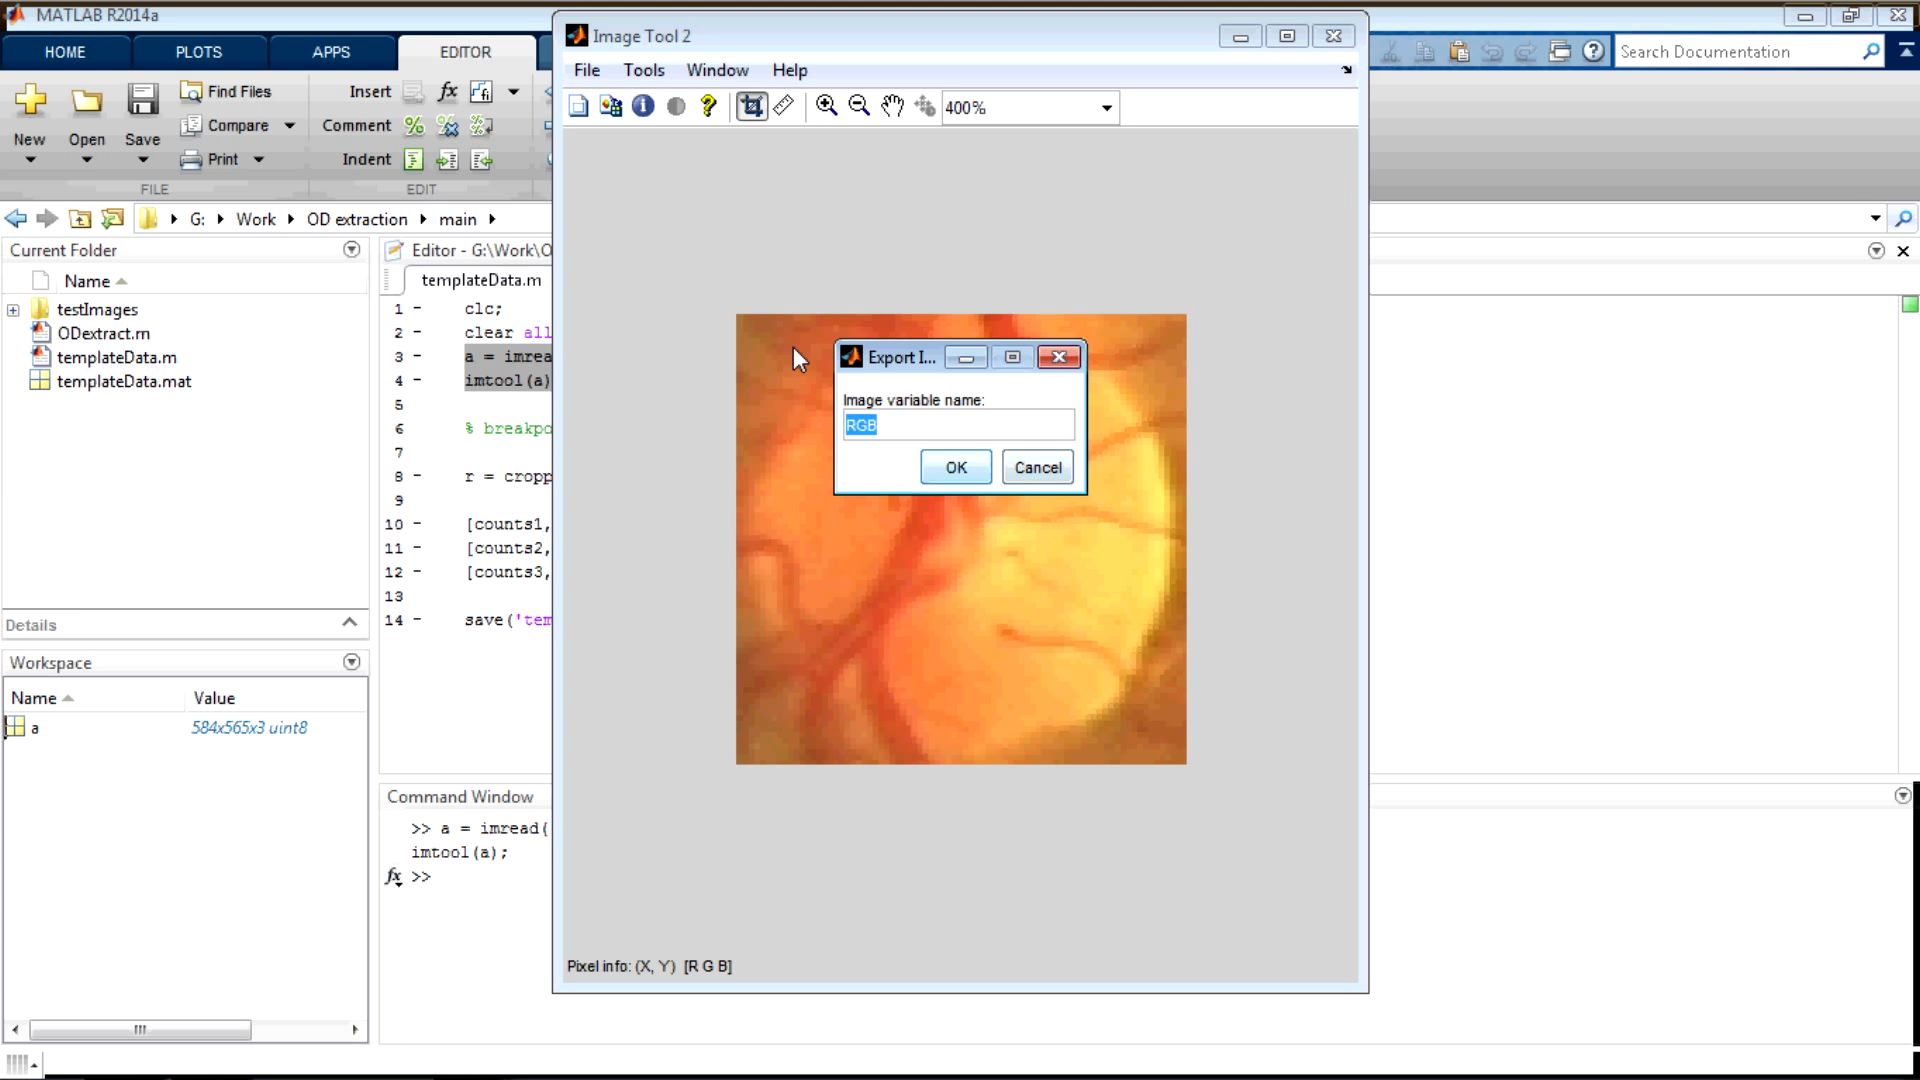 MATLAB R2014a
HOME
PLOTS
APPS
EDITOR
Search Documentation
New
Open
Save
Find Files
Compare
Print
FILE
Insert
Comment
Indent
EDIT
fx
G:
Work
OD extraction
main
Current Folder
Name
testImages
ODextract.m
templateData.m
templateData.mat
Details
Workspace
Name Value
a 584x565x3 uint8
Editor - G:\Work\O
templateData.m
1 - clc;
2 - clear all
3 - a = imrea
4 - imtool(a)
5
6 % breakpo
7
8 - r = cropp
9
10 - [counts1,
11 - [counts2,
12 - [counts3,
13
14 - save('tem
Command Window
>> a = imread(
imtool(a);
fx >>
Image Tool 2
File Tools Window Help
400%
Export I...
Image variable name:
RGB
OK Cancel
Pixel info: (X, Y) [R G B]